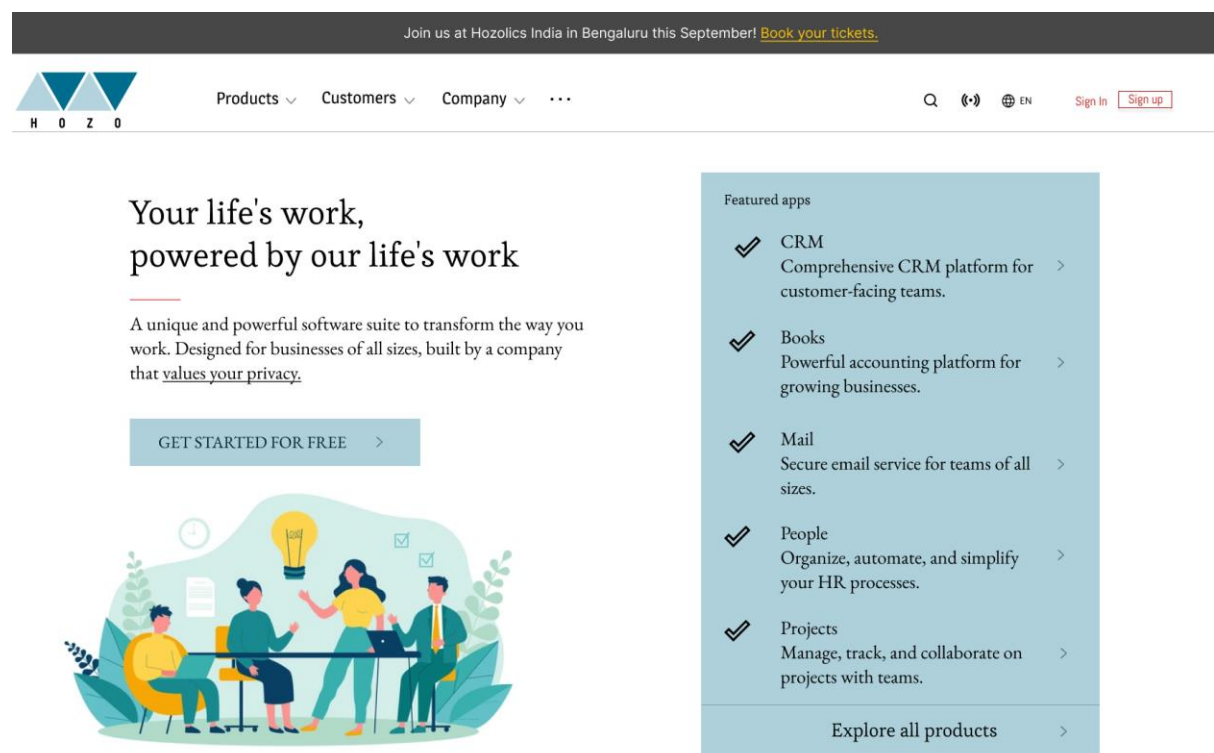 Join us at Hozolics India in Bengaluru this September! Book your tickets.
HOZO
Products
Customers
Company
...
EN
Sign In
Sign up
Your life's work,
powered by our life's work
A unique and powerful software suite to transform the way you
work. Designed for businesses of all sizes, built by a company
that values your privacy.
GET STARTED FOR FREE
Featured apps
CRM
Comprehensive CRM platform for
customer-facing teams.
Books
Powerful accounting platform for
growing businesses.
Mail
Secure email service for teams of all
sizes.
People
Organize, automate, and simplify
your HR processes.
Projects
Manage, track, and collaborate on
projects with teams.
Explore all products